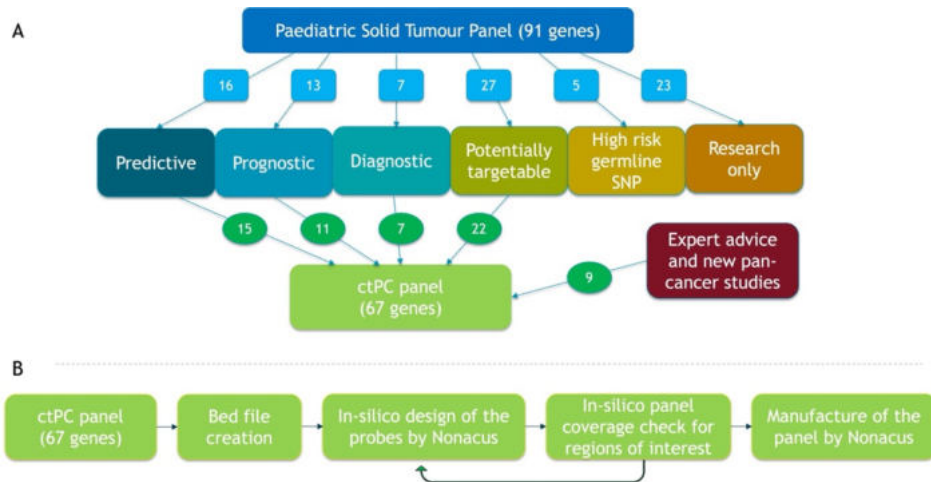 A
Paediatric Solid Tumour Panel (91 genes)
16 13 7 27 5 23
Predictive
Prognostic
Diagnostic
Potentially
targetable
High risk
germline
SNP
Research
only
15 11 7 22
Expert advice
and new pan-
cancer studies
9
ctPC panel
(67 genes)
B
ctPC panel
(67 genes)
Bed file
creation
In-silico design of the
probes by Nonacus
In-silico panel
coverage check for
regions of interest
Manufacture of the
panel by Nonacus